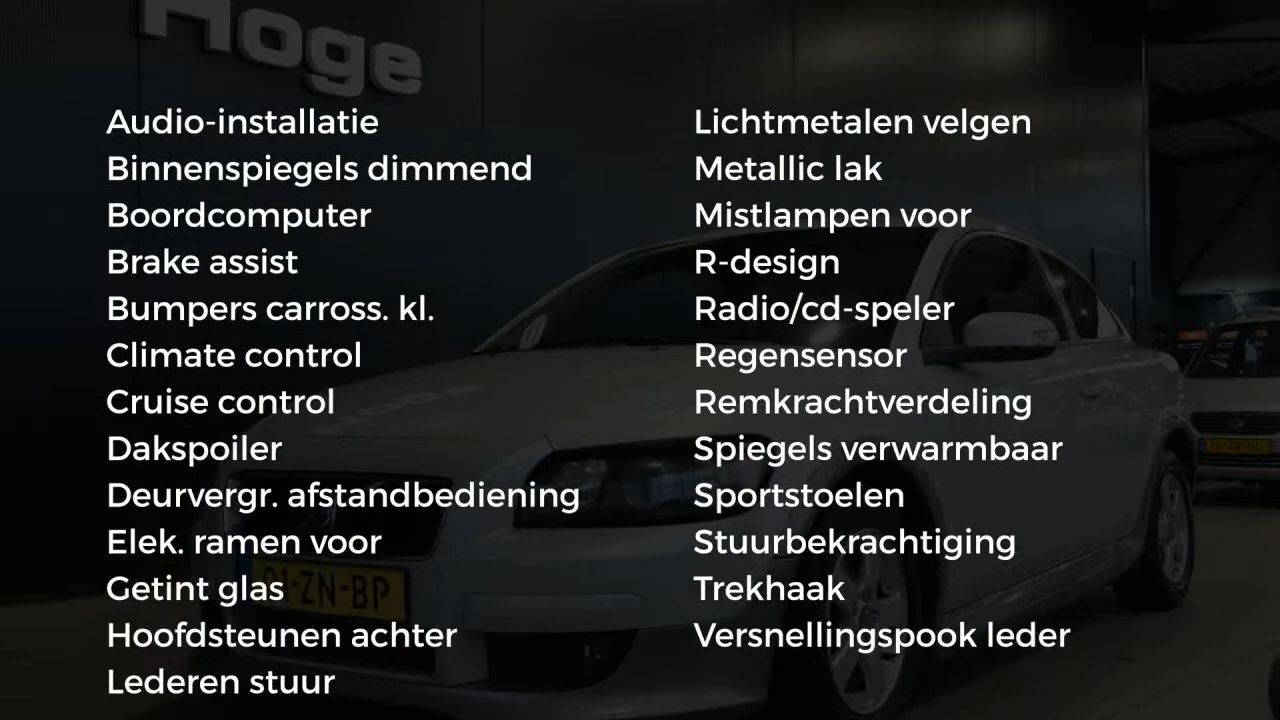 Hoge
Audio-installatie
Binnenspiegels dimmend
Boordcomputer
Brake assist
Bumpers carross. kl.
Climate control
Cruise control
Dakspoiler
Deurvergr. afstandbediening
Elek. ramen voor
Getint glas
Hoofdsteunen achter
Lederen stuur
Lichtmetalen velgen
Metallic lak
Mistlampen voor
R-design
Radio/cd-speler
Regensensor
Remkrachtverdeling
Spiegels verwarmbaar
Sportstoelen
Stuurbekrachtiging
Trekhaak
Versnellingspook leder
-ZN-BP